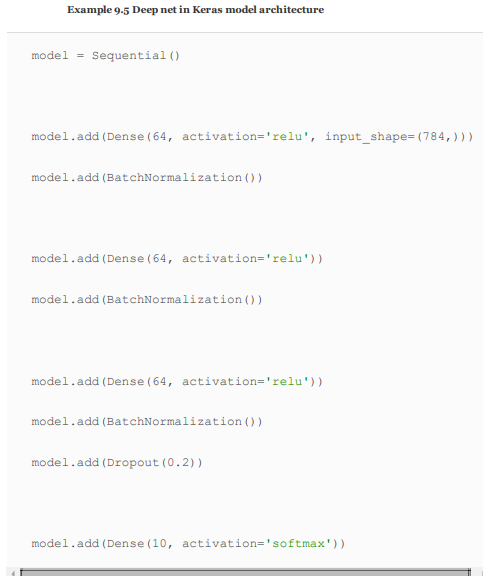 Example 9.5 Deep net in Keras model architecture
model = Sequential()
model.add(Dense(64, activation='relu', input_shape=(784,)))
model.add(BatchNormalization())
model.add(Dense(64, activation='relu'))
model.add(BatchNormalization())
model.add(Dense(64, activation='relu'))
model.add(BatchNormalization())
model.add(Dropout(0.2))
model.add(Dense(10, activation='softmax'))